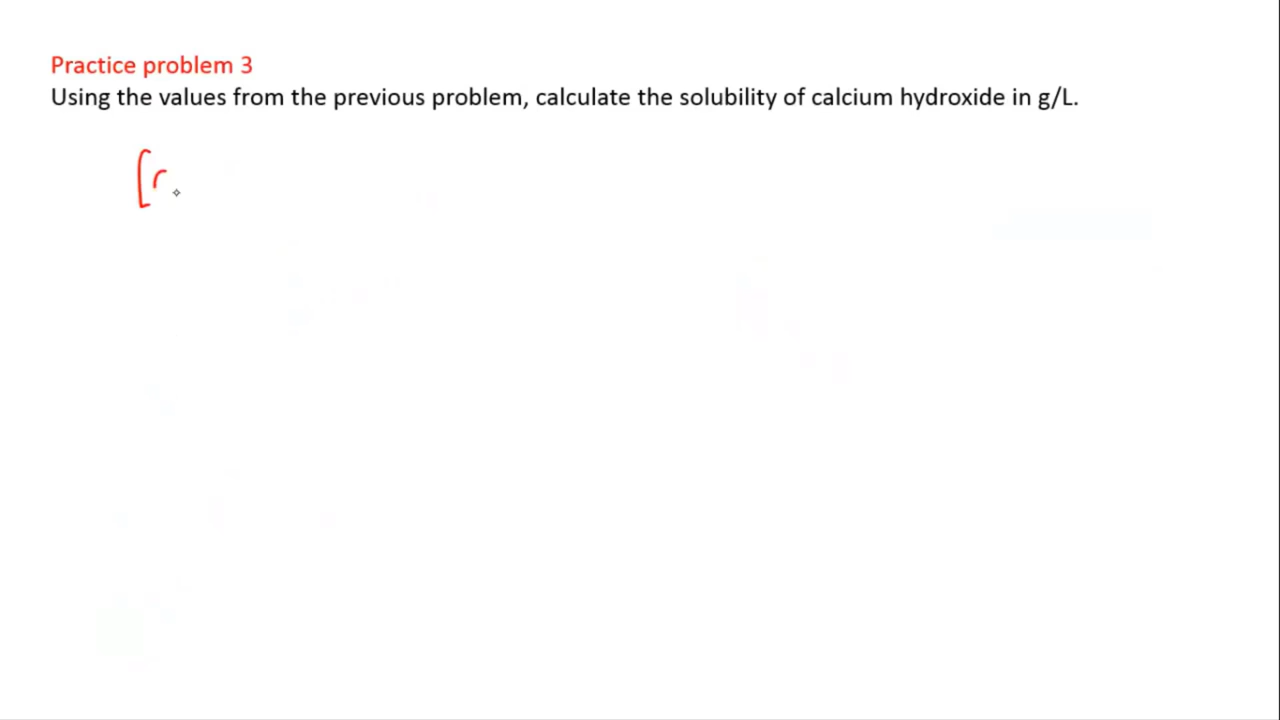 Practice problem 3
Using the values from the previous problem, calculate the solubility of calcium hydroxide in g/L.
[